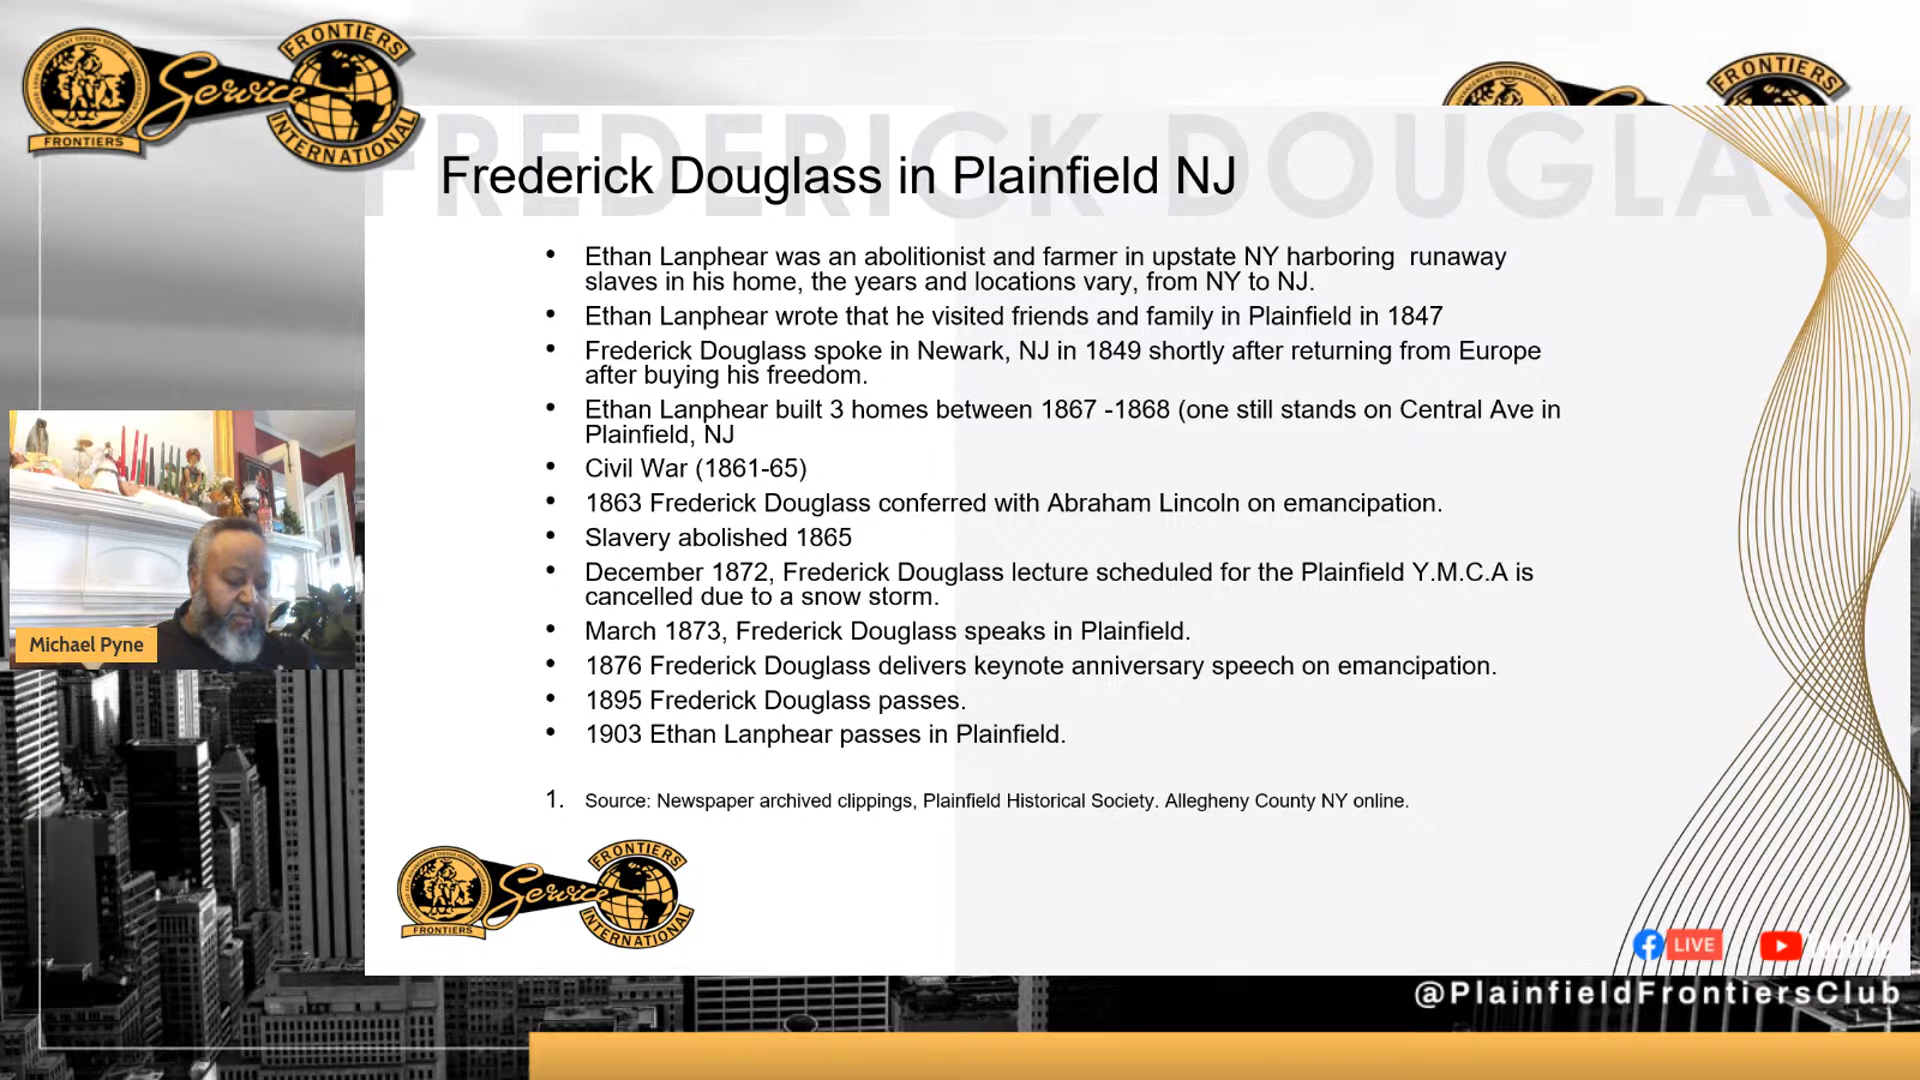 FRONTIERS
Service
FRONTIERS
INTERNATIONAL
FRONTIERS
FREDERICK DOUGLASS
Frederick Douglass in Plainfield NJ
• Ethan Lanphear was an abolitionist and farmer in upstate NY harboring  runaway
slaves in his home, the years and locations vary, from NY to NJ.
• Ethan Lanphear wrote that he visited friends and family in Plainfield in 1847
• Frederick Douglass spoke in Newark, NJ in 1849 shortly after returning from Europe
after buying his freedom.
• Ethan Lanphear built 3 homes between 1867 -1868 (one still stands on Central Ave in
Plainfield, NJ
• Civil War (1861-65)
• 1863 Frederick Douglass conferred with Abraham Lincoln on emancipation.
• Slavery abolished 1865
• December 1872, Frederick Douglass lecture scheduled for the Plainfield Y.M.C.A is
cancelled due to a snow storm.
• March 1873, Frederick Douglass speaks in Plainfield.
• 1876 Frederick Douglass delivers keynote anniversary speech on emancipation.
• 1895 Frederick Douglass passes.
• 1903 Ethan Lanphear passes in Plainfield.
1. Source: Newspaper archived clippings, Plainfield Historical Society. Allegheny County NY online.
Michael Pyne
FRONTIERS
Service
FRONTIERS
INTERNATIONAL
LIVE
@PlainfieldFrontiersClub